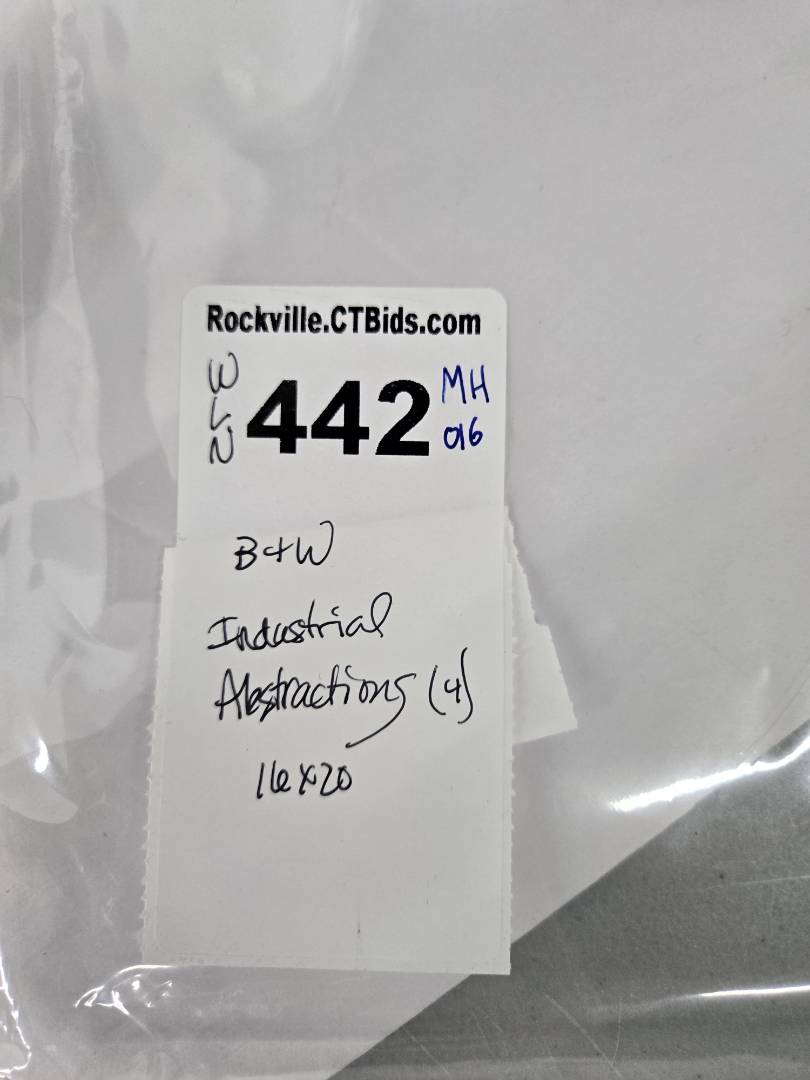 Rockville.CTBids.com
442
MH
016
B+W
Industrial
Abstractions (4)
16x20